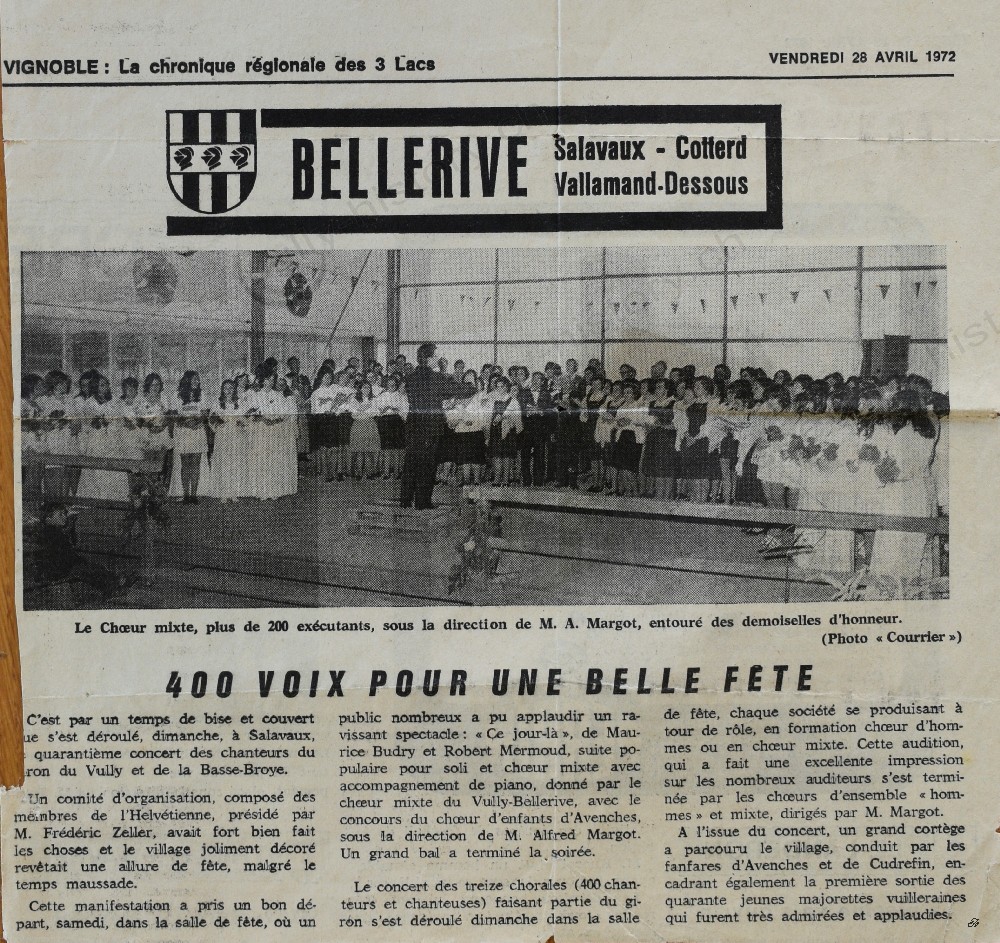 VIGNOBLE : La chronique régionale des 3 Lacs
VENDREDI 28 AVRIL 1972
BELLERIVE
Salavaux - Cotterd
Vallamand-Dessous
Le Chœur mixte, plus de 200 exécutants, sous la direction de M. A. Margot, entouré des demoiselles d'honneur.
(Photo « Courrier »)
400 VOIX POUR UNE BELLE FÊTE
C'est par un temps de bise et couvert
ue s'est déroulé, dimanche, à Salavaux,
quarantième concert des chanteurs du
ron du Vully et de la Basse-Broye.
Un comité d'organisation, composé des
membres de l'Helvétienne, présidé par
M. Frédéric Zeller, avait fort bien fait
les choses et le village joliment décoré
revêtait une allure de fête, malgré le
temps maussade.
Cette manifestation a pris un bon dé-
part, samedi, dans la salle de fête, où un
public nombreux a pu applaudir un ra-
vissant spectacle : « Ce jour-là », de Mau-
rice Budry et Robert Mermoud, suite po-
pulaire pour soli et chœur mixte avec
accompagnement de piano, donné par le
chœur mixte du Vully-Bellerive, avec le
concours du chœur d'enfants d'Avenches,
sous la direction de M. Alfred Margot.
Un grand bal a terminé la soirée.
Le concert des treize chorales (400 chan-
teurs et chanteuses) faisant partie du gi-
ron s'est déroulé dimanche dans la salle
de fête, chaque société se produisant à
tour de rôle, en formation chœur d'hom-
mes ou en chœur mixte. Cette audition,
qui a fait une excellente impression
sur les nombreux auditeurs s'est termi-
née par les chœurs d'ensemble « hom-
mes » et mixte, dirigés par M. Margot.
A l'issue du concert, un grand cortège
a parcouru le village, conduit par les
fanfares d'Avenches et de Cudrefin, en-
cadrant également la première sortie des
quarante jeunes majorettes vuilleraines
qui furent très admirées et applaudies.